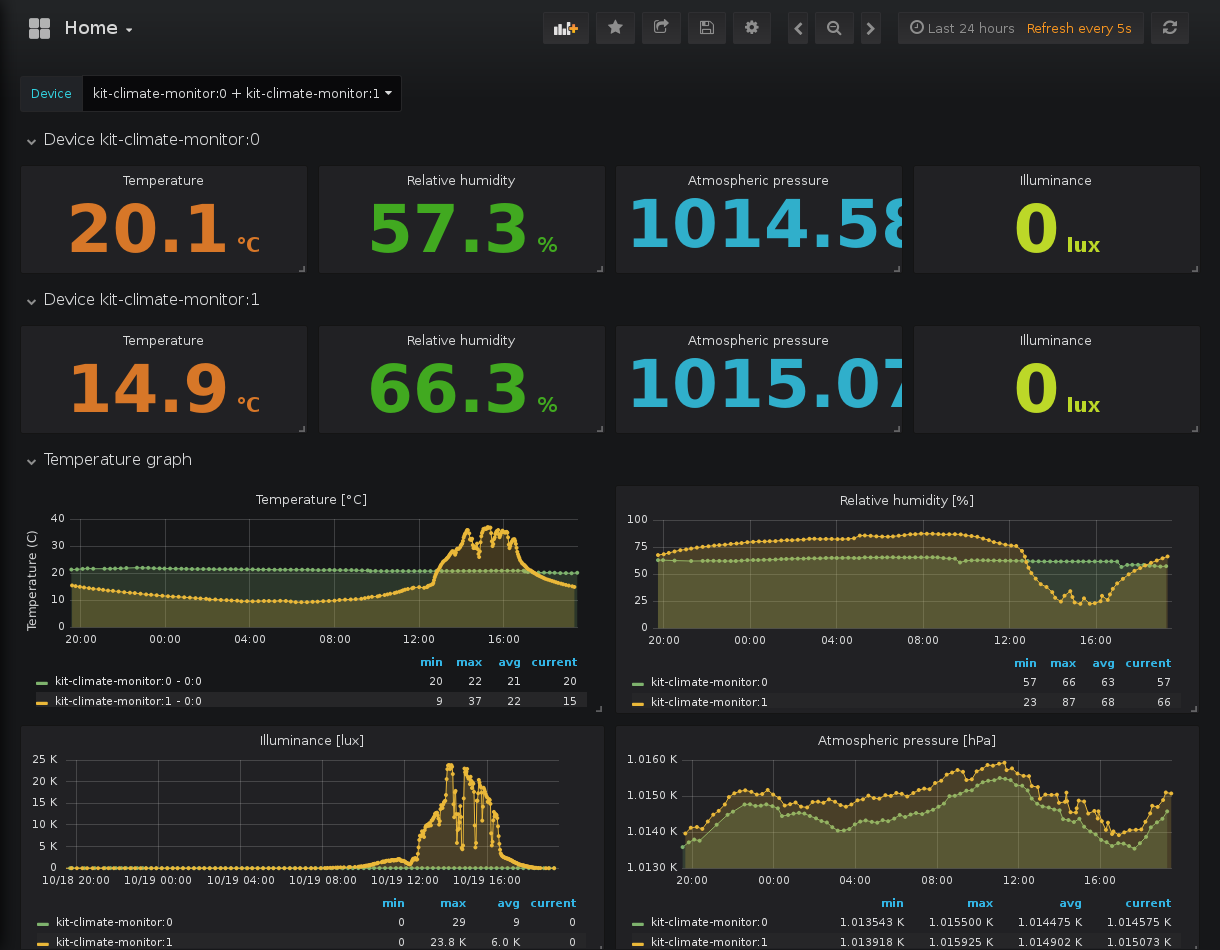 Home
Last 24 hours Refresh every 5s
Device kit-climate-monitor:0 + kit-climate-monitor:1
Device kit-climate-monitor:0
Temperature Relative humidity Atmospheric pressure Illuminance
20.1 °C 57.3 % 1014.58 0 lux
Device kit-climate-monitor:1
Temperature Relative humidity Atmospheric pressure Illuminance
14.9 °C 66.3 % 1015.07 0 lux
Temperature graph
Temperature [°C]
Temperature (C)
40
30
20
10
0
20:00 00:00 04:00 08:00 12:00 16:00
min max avg current
kit-climate-monitor:0 - 0:0 20 22 21 20
kit-climate-monitor:1 - 0:0 9 37 22 15
Relative humidity [%]
100
75
50
25
0
20:00 00:00 04:00 08:00 12:00 16:00
min max avg current
kit-climate-monitor:0 57 66 63 57
kit-climate-monitor:1 23 87 68 66
Illuminance [lux]
25 K
20 K
15 K
10 K
5 K
0
10/18 20:00 10/19 00:00 10/19 04:00 10/19 08:00 10/19 12:00 10/19 16:00
min max avg current
kit-climate-monitor:0 0 29 9 0
kit-climate-monitor:1 0 23.8 K 6.0 K 0
Atmospheric pressure [hPa]
1.0160 K
1.0150 K
1.0140 K
1.0130 K
20:00 00:00 04:00 08:00 12:00 16:00
min max avg current
kit-climate-monitor:0 1.013543 K 1.015500 K 1.014475 K 1.014575 K
kit-climate-monitor:1 1.013918 K 1.015925 K 1.014902 K 1.015073 K